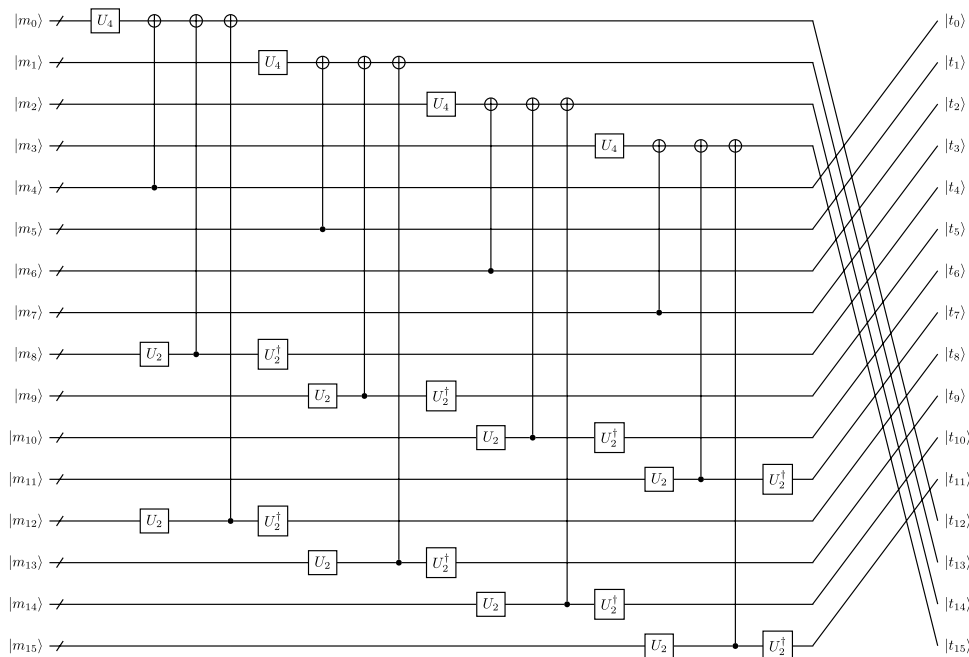 |m₀⟩ U₄ |t₀⟩
|m₁⟩ U₄ |t₁⟩
|m₂⟩ U₄ |t₂⟩
|m₃⟩ U₄ |t₃⟩
|m₄⟩ |t₄⟩
|m₅⟩ |t₅⟩
|m₆⟩ |t₆⟩
|m₇⟩ |t₇⟩
|m₈⟩ U₂ U₂† |t₈⟩
|m₉⟩ U₂ U₂† |t₉⟩
|m₁₀⟩ U₂ U₂† |t₁₀⟩
|m₁₁⟩ U₂ U₂† |t₁₁⟩
|m₁₂⟩ U₂ U₂† |t₁₂⟩
|m₁₃⟩ U₂ U₂† |t₁₃⟩
|m₁₄⟩ U₂ U₂† |t₁₄⟩
|m₁₅⟩ U₂ U₂† |t₁₅⟩